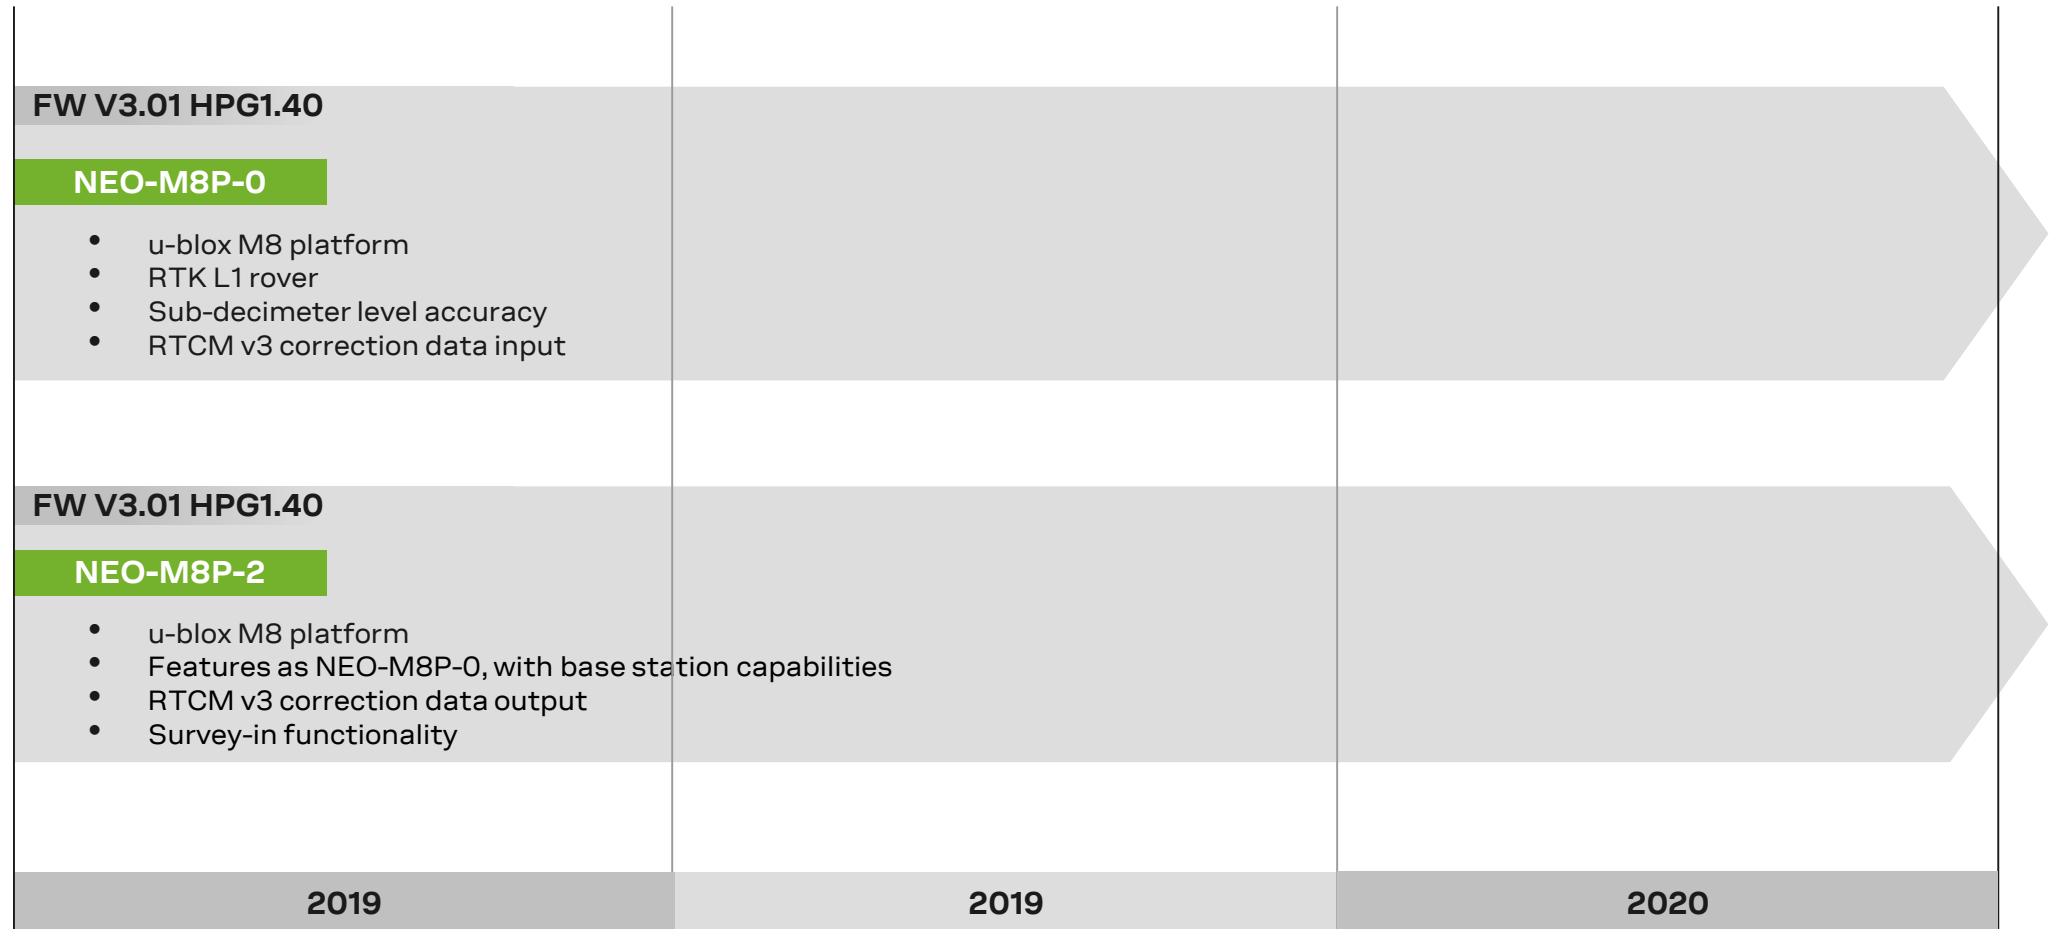 FW V3.01 HPG1.40
NEO-M8P-0
• u-blox M8 platform
• RTK L1 rover
• Sub-decimeter level accuracy
• RTCM v3 correction data input
FW V3.01 HPG1.40
NEO-M8P-2
• u-blox M8 platform
• Features as NEO-M8P-0, with base station capabilities
• RTCM v3 correction data output
• Survey-in functionality
2019 2019 2020